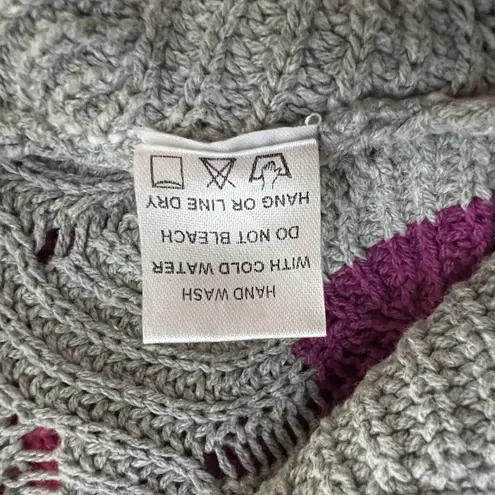 HAND WASH
WITH COLD WATER
DO NOT BLEACH
HANG OR LINE DRY